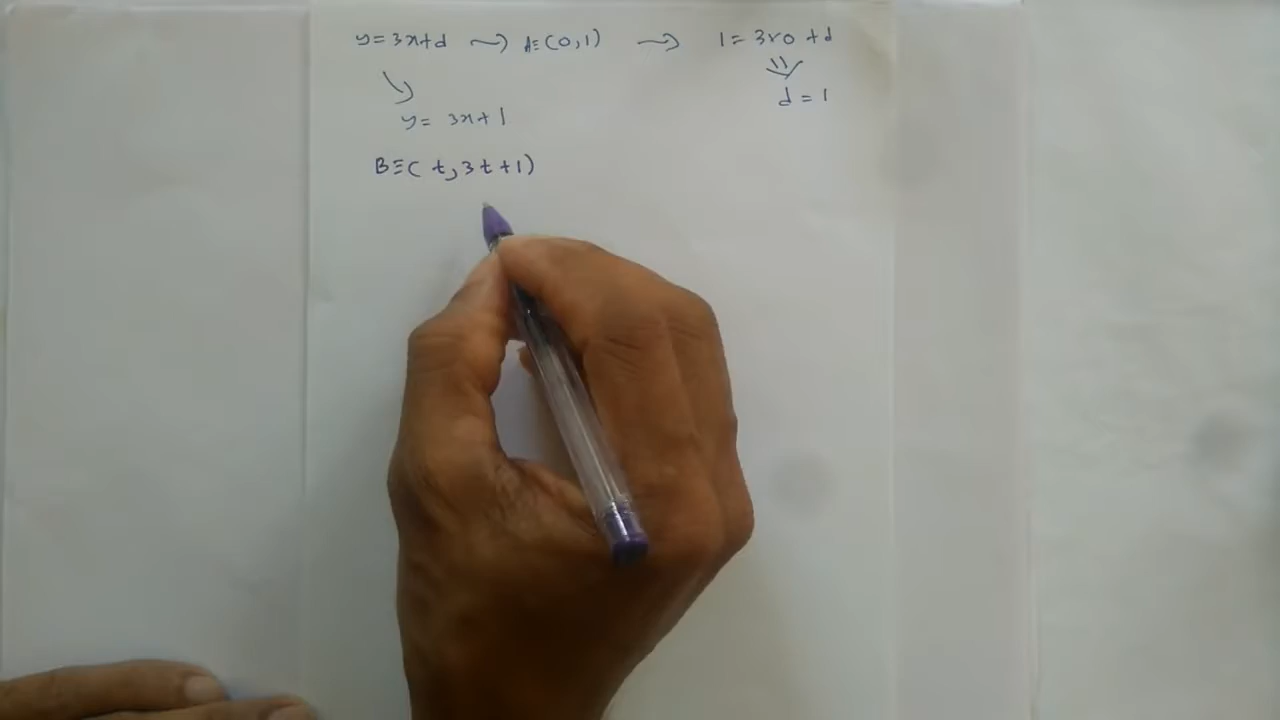 y=3x+d → A≡(0,1) → 1=3×0+d
⇓
d=1
↘
y=3x+1
B≡(t,3t+1)